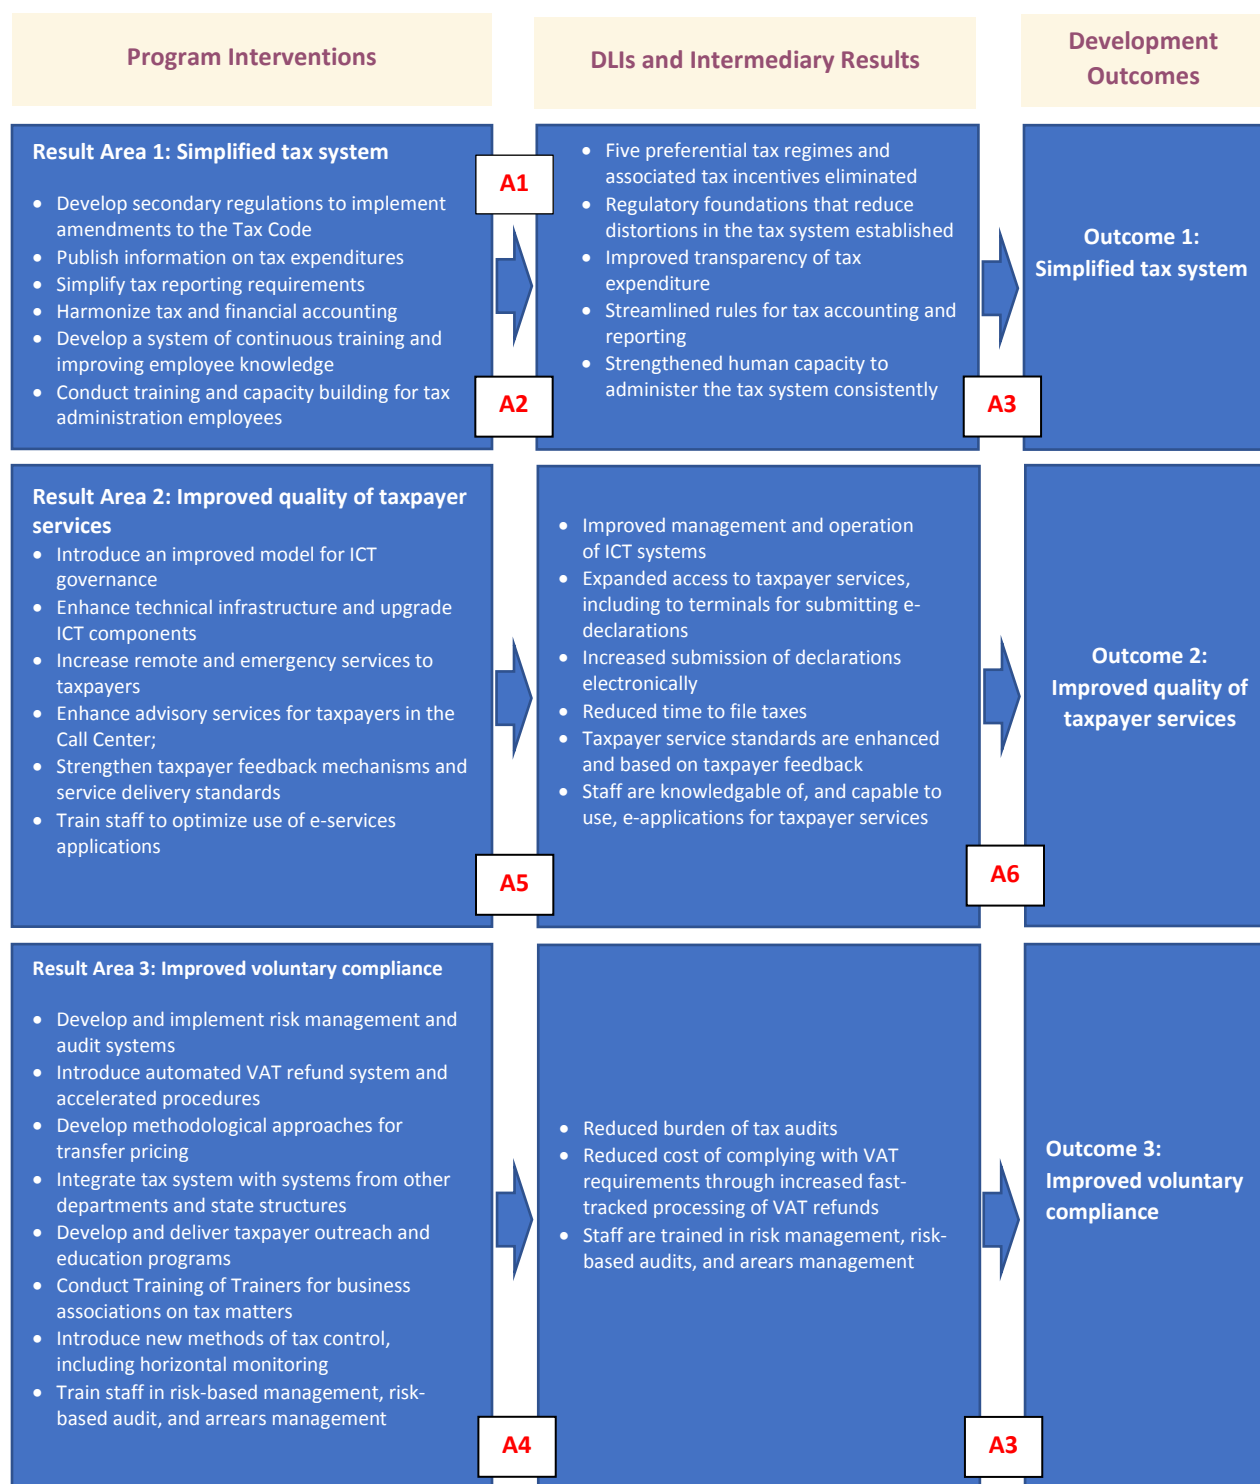 Program Interventions
DLIs and Intermediary Results
Development
Outcomes
Result Area 1: Simplified tax system
• Develop secondary regulations to implement
amendments to the Tax Code
• Publish information on tax expenditures
• Simplify tax reporting requirements
• Harmonize tax and financial accounting
• Develop a system of continuous training and
improving employee knowledge
• Conduct training and capacity building for tax
administration employees
A1
A2
• Five preferential tax regimes and
associated tax incentives eliminated
• Regulatory foundations that reduce
distortions in the tax system established
• Improved transparency of tax
expenditure
• Streamlined rules for tax accounting and
reporting
• Strengthened human capacity to
administer the tax system consistently
A3
Outcome 1:
Simplified tax system
Result Area 2: Improved quality of taxpayer
services
• Introduce an improved model for ICT
governance
• Enhance technical infrastructure and upgrade
ICT components
• Increase remote and emergency services to
taxpayers
• Enhance advisory services for taxpayers in the
Call Center;
• Strengthen taxpayer feedback mechanisms and
service delivery standards
• Train staff to optimize use of e-services
applications
A5
• Improved management and operation
of ICT systems
• Expanded access to taxpayer services,
including to terminals for submitting e-
declarations
• Increased submission of declarations
electronically
• Reduced time to file taxes
• Taxpayer service standards are enhanced
and based on taxpayer feedback
• Staff are knowledgable of, and capable to
use, e-applications for taxpayer services
A6
Outcome 2:
Improved quality of
taxpayer services
Result Area 3: Improved voluntary compliance
• Develop and implement risk management and
audit systems
• Introduce automated VAT refund system and
accelerated procedures
• Develop methodological approaches for
transfer pricing
• Integrate tax system with systems from other
departments and state structures
• Develop and deliver taxpayer outreach and
education programs
• Conduct Training of Trainers for business
associations on tax matters
• Introduce new methods of tax control,
including horizontal monitoring
• Train staff in risk-based management, risk-
based audit, and arrears management
A4
• Reduced burden of tax audits
• Reduced cost of complying with VAT
requirements through increased fast-
tracked processing of VAT refunds
• Staff are trained in risk management, risk-
based audits, and arears management
A3
Outcome 3:
Improved voluntary
compliance